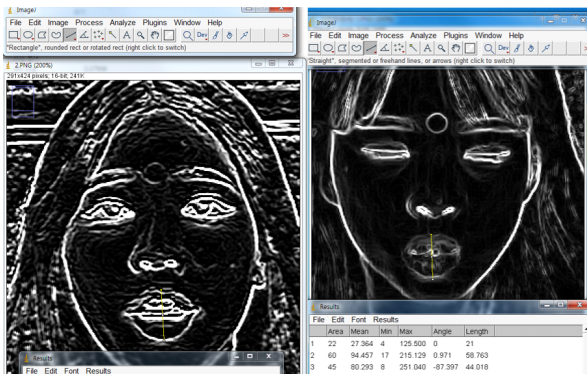 ImageJ
File Edit Image Process Analyze Plugins Window Help
A Dev >>
"Rectangle", rounded rect or rotated rect (right click to switch)
2.PNG (200%)
291x424 pixels; 16-bit; 241K
Results
File Edit Font Results
ImageJ
File Edit Image Process Analyze Plugins Window Help
A Dev >>
"Straight", segmented or freehand lines, or arrows (right click to switch)
Results
File Edit Font Results
Area Mean Min Max Angle Length
1 22 27.364 4 125.500 0 21
2 60 94.457 17 215.129 0.971 58.763
3 45 80.293 8 251.040 -87.397 44.018